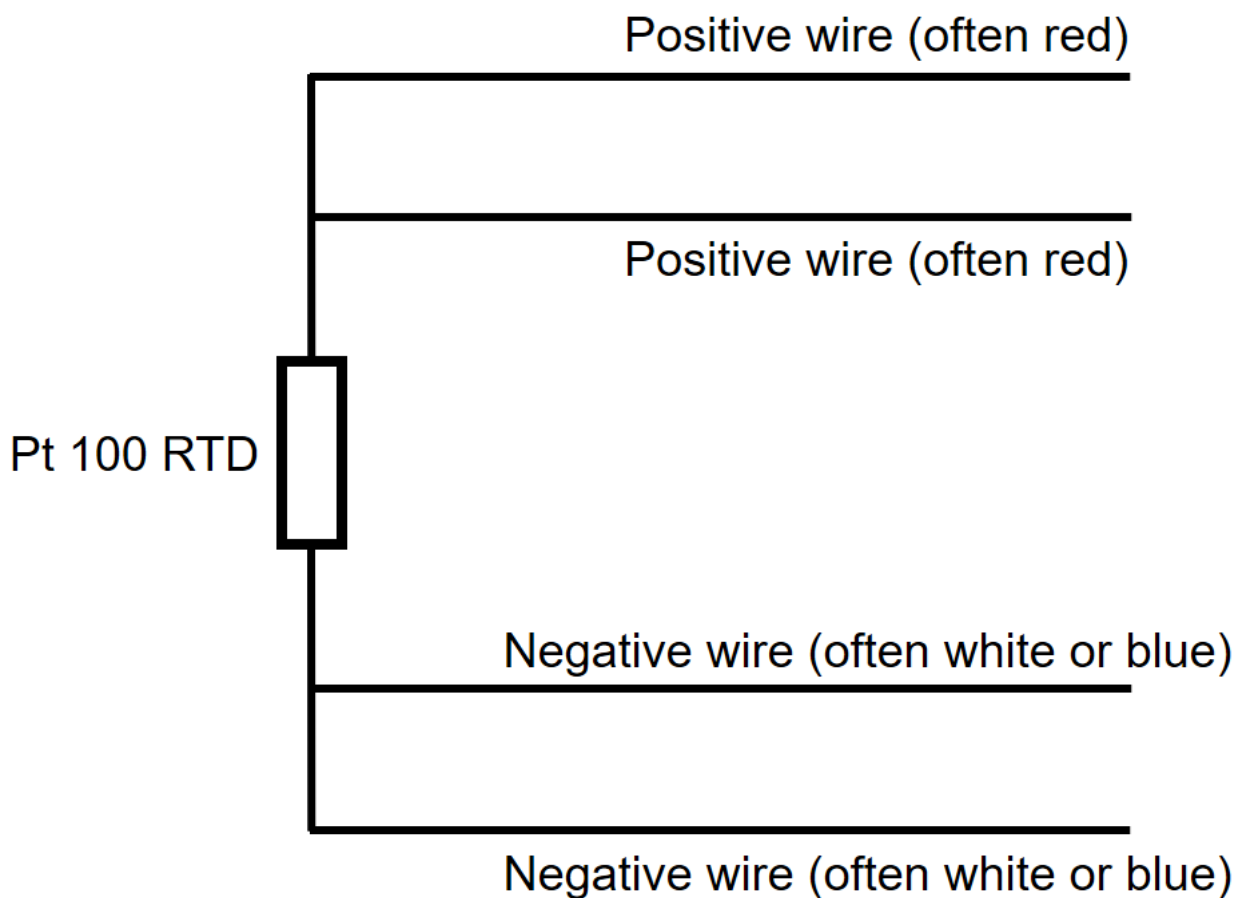 Positive wire (often red)
Positive wire (often red)
Pt 100 RTD
Negative wire (often white or blue)
Negative wire (often white or blue)